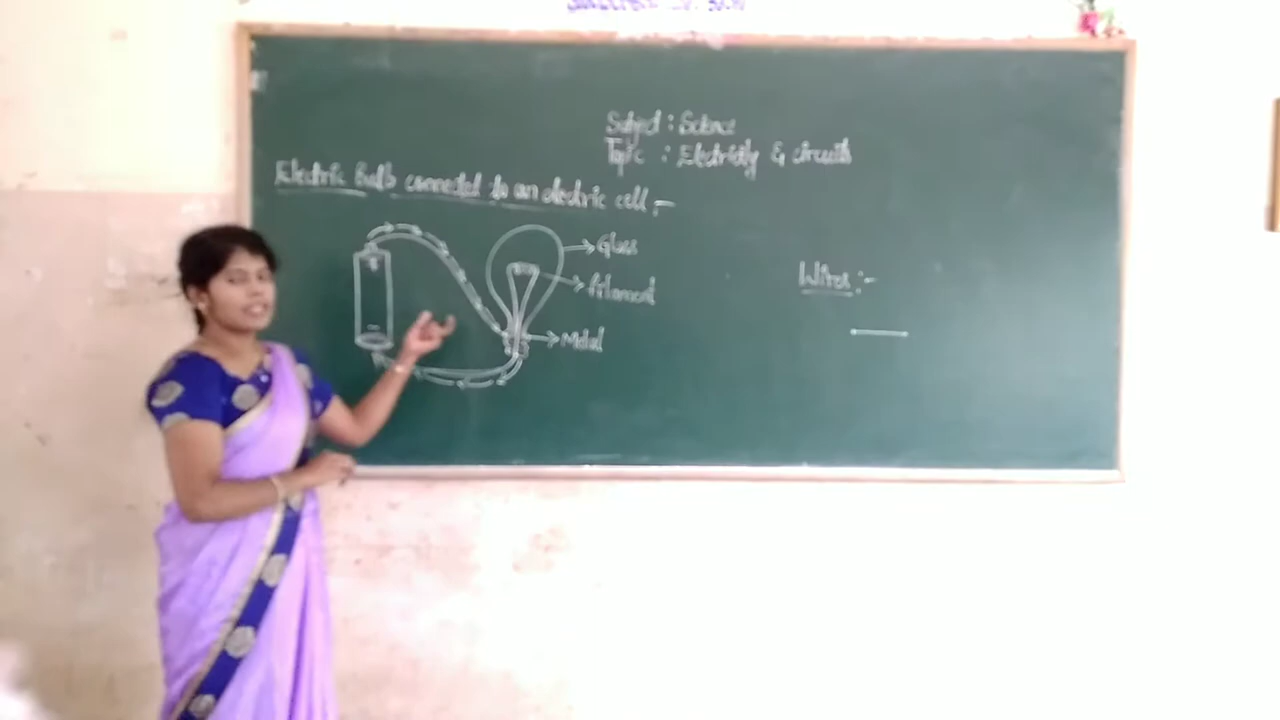 Subject : Science
Topic : Electricity & circuits
Electric Bulb connected to an electric cell :-
Glass
filament
Metal
Wires :-
+
-